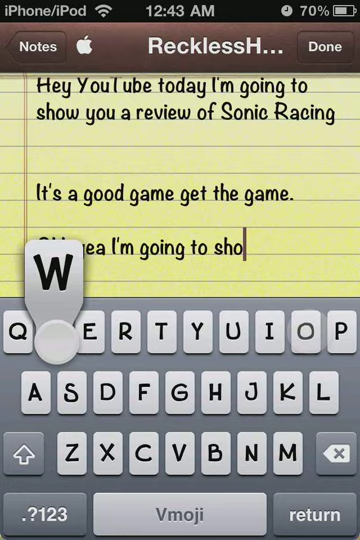 iPhone/iPod 12:43 AM 70%
Notes RecklessH... Done
Hey YouTube today I'm going to
show you a review of Sonic Racing
It's a good game get the game.
yea I'm going to sho
W
Q E R T Y U I O P
A S D F G H J K L
Z X C V B N M
.?123 Vmoji return